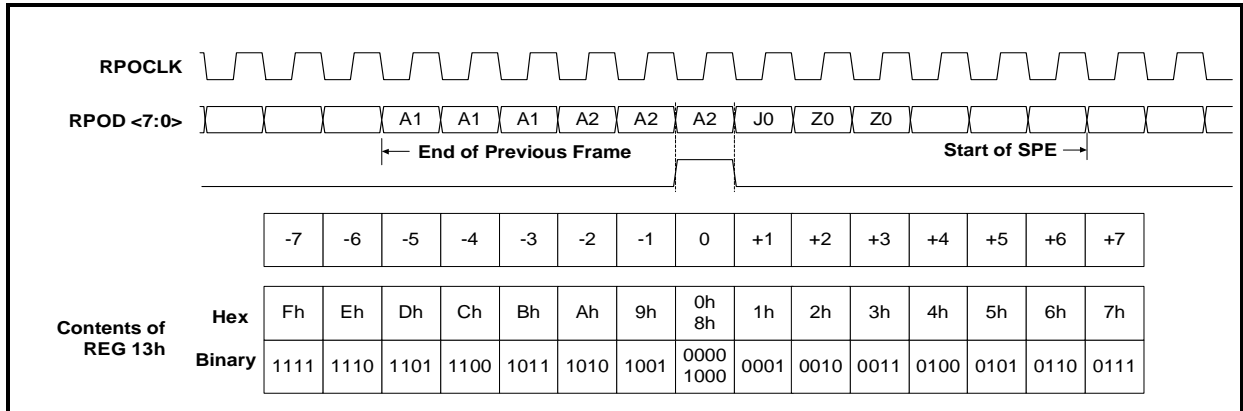 RPOCLK
RPOD <7:0> A1 A1 A1 A2 A2 A2 J0 Z0 Z0
End of Previous Frame Start of SPE
-7 -6 -5 -4 -3 -2 -1 0 +1 +2 +3 +4 +5 +6 +7
Contents of REG 13h
Hex Fh Eh Dh Ch Bh Ah 9h 0h 8h 1h 2h 3h 4h 5h 6h 7h
Binary 1111 1110 1101 1100 1011 1010 1001 0000 1000 0001 0010 0011 0100 0101 0110 0111